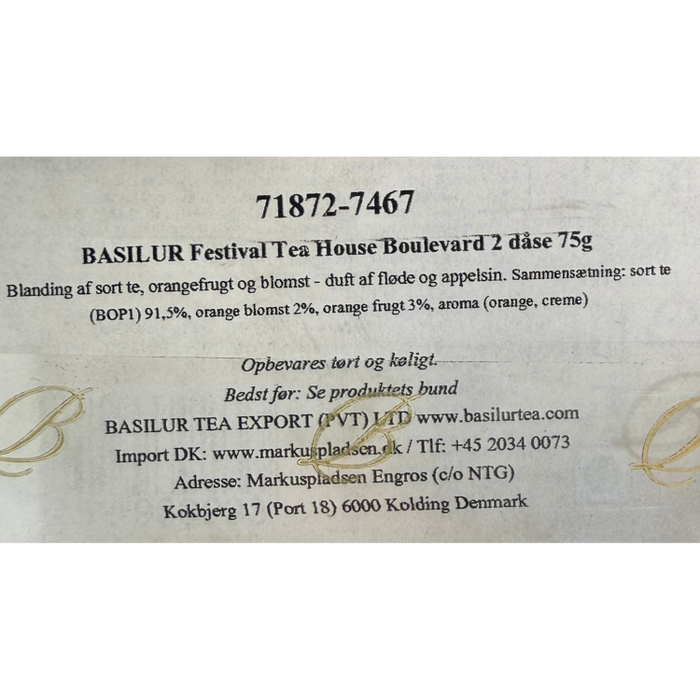 71872-7467
BASILUR Festival Tea House Boulevard 2 dåse 75g
Blanding af sort te, orangefrugt og blomst - duft af fløde og appelsin. Sammensætning: sort te
(BOP1) 91,5%, orange blomst 2%, orange frugt 3%, aroma (orange, creme)
Opbevares tørt og køligt.
Bedst før: Se produktets bund
BASILUR TEA EXPORT (PVT) LTD www.basilurtea.com
Import DK: www.markuspladsen.dk / Tlf: +45 2034 0073
Adresse: Markuspladsen Engros (c/o NTG)
Kokbjerg 17 (Port 18) 6000 Kolding Denmark